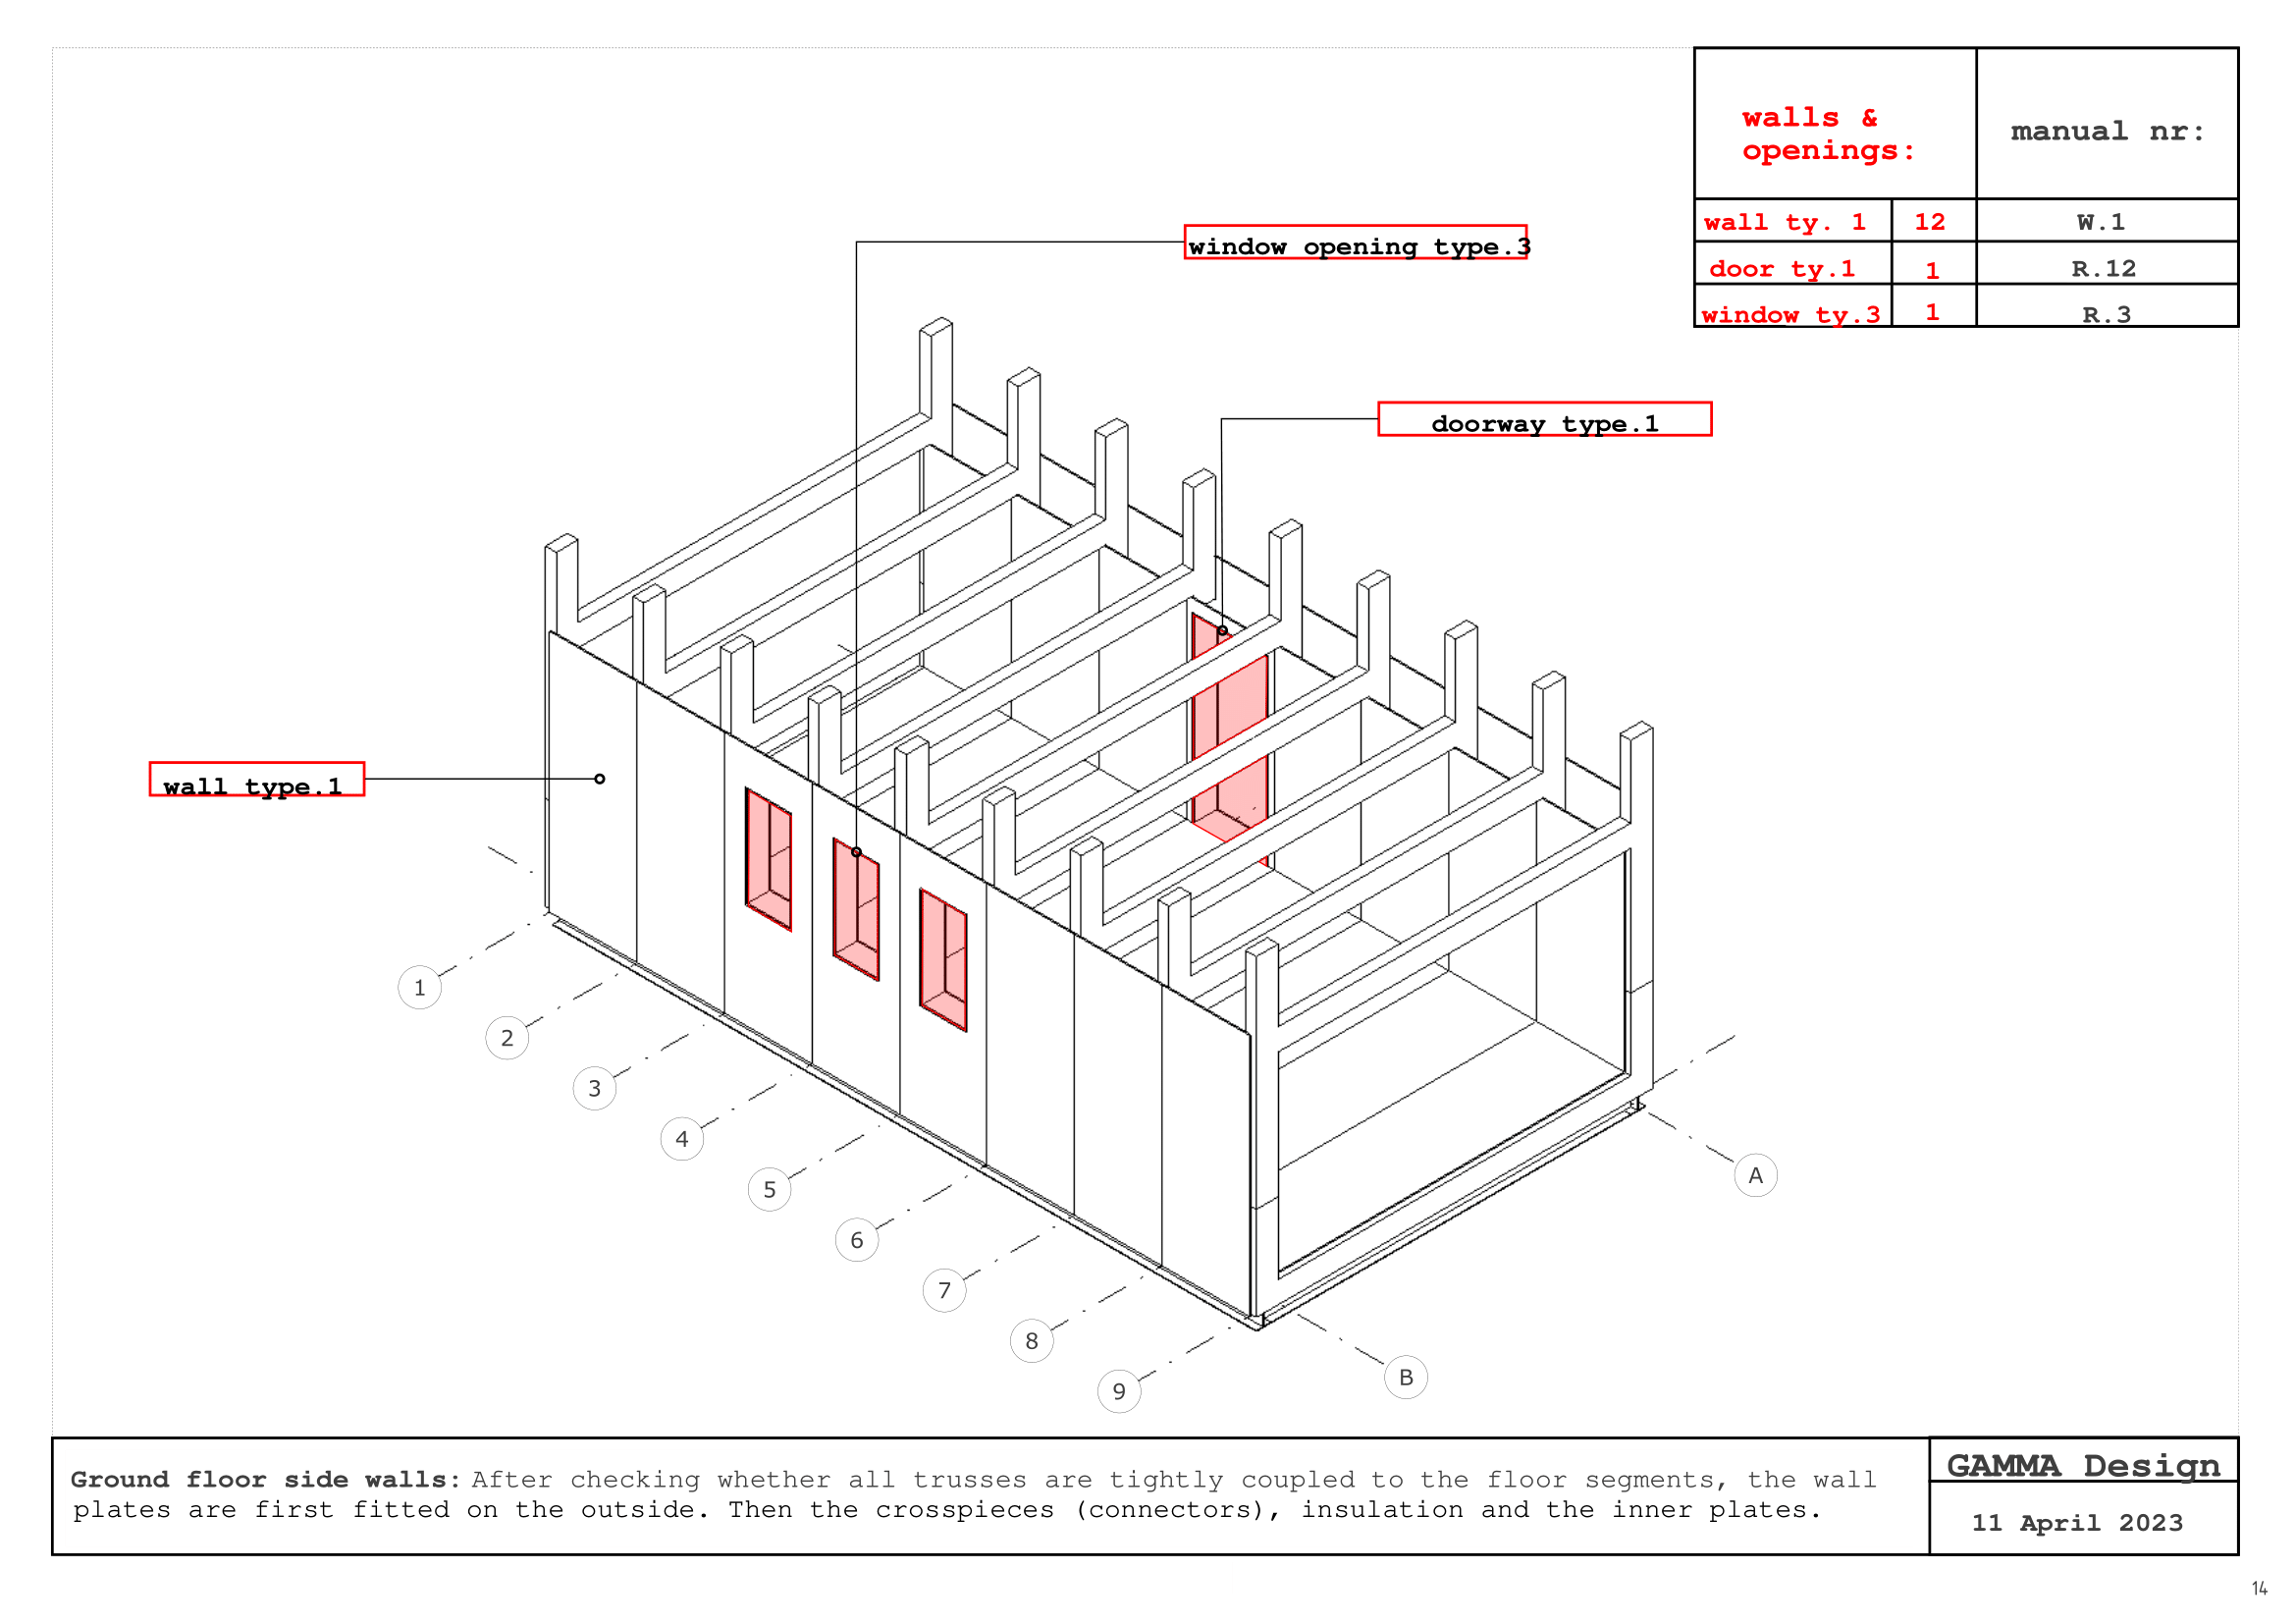 walls &
openings:
manual nr:
wall ty. 1 12 W.1
door ty.1 1 R.12
window ty.3 1 R.3
window opening type.3
doorway type.1
wall type.1
1
2
3
4
5
6
7
8
9
A
B
Ground floor side walls: After checking whether all trusses are tightly coupled to the floor segments, the wall
plates are first fitted on the outside. Then the crosspieces (connectors), insulation and the inner plates.
GAMMA Design
11 April 2023
14